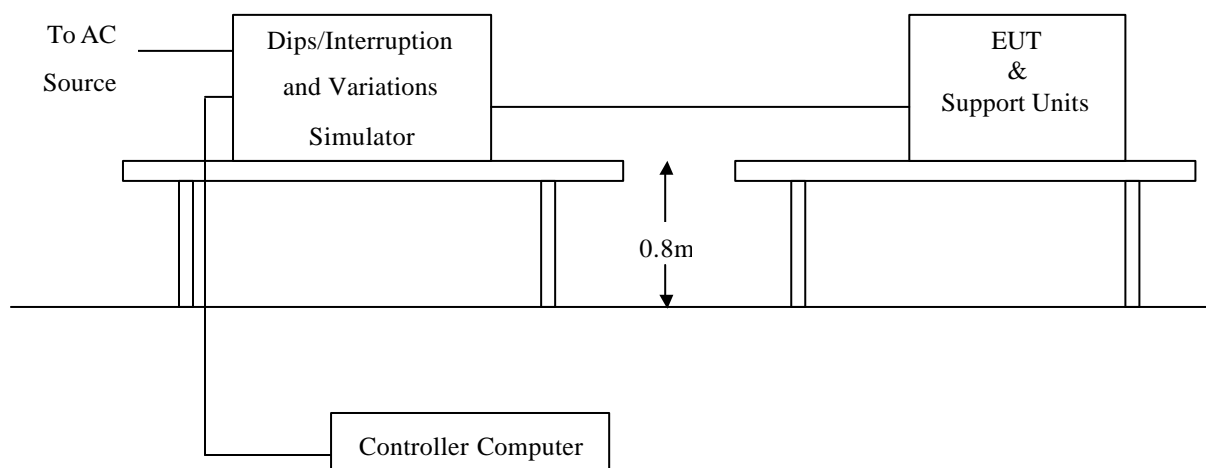 To AC
Source
Dips/Interruption
and Variations
Simulator
EUT
&
Support Units
0.8m
Controller Computer